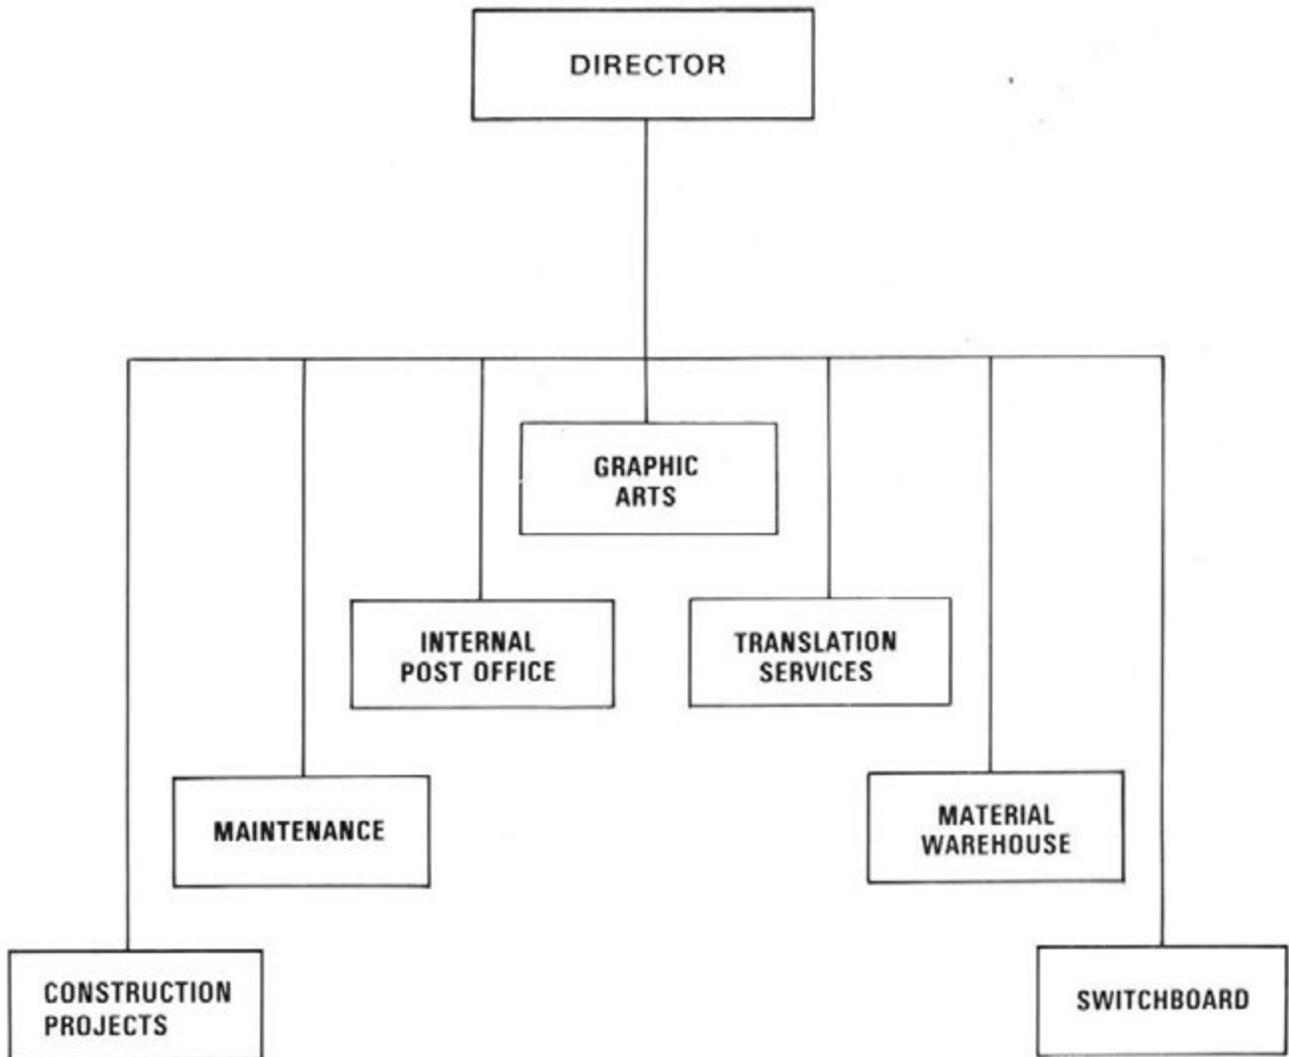 DIRECTOR
GRAPHIC
ARTS
INTERNAL
POST OFFICE
TRANSLATION
SERVICES
MAINTENANCE
MATERIAL
WAREHOUSE
CONSTRUCTION
PROJECTS
SWITCHBOARD